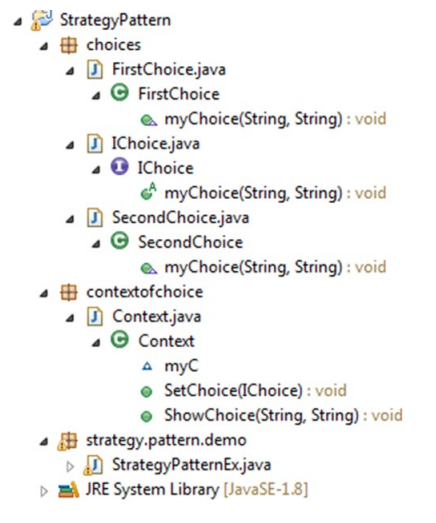 StrategyPattern
choices
FirstChoice.java
FirstChoice
myChoice(String, String) : void
IChoice.java
IChoice
myChoice(String, String) : void
SecondChoice.java
SecondChoice
myChoice(String, String) : void
contextofchoice
Context.java
Context
myC
SetChoice(IChoice) : void
ShowChoice(String, String) : void
strategy.pattern.demo
StrategyPatternEx.java
JRE System Library [JavaSE-1.8]